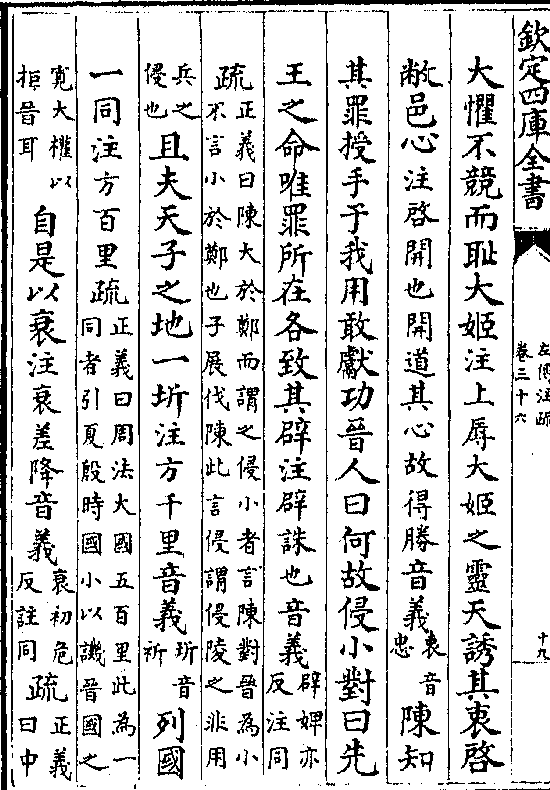 欽定四庫全書
左傳注疏
卷三十六
十九
大懼不競而耻大姬注上辱大姬之靈天誘其衷啓
敝邑心注啓開也開道其心故得勝音義衷音忠陳知
其罪授手于我用敢獻功晉人曰何故侵小對曰先
王之命唯罪所在各致其辟注辟誅也音義辟婢亦反注同
疏正義曰陳大於鄭而謂之侵小者言陳對晉為小不言小於鄭也子展伐陳此言侵謂侵陵之非用
兵之侵也且夫天子之地一圻注方千里音義圻音祈列國
一同注方百里疏正義曰周法大國五百里此為一同者引夏殷時國小以譏晉國之
寛大權以拒晉耳自是以衰注衰差降音義衰初危反註同疏正義曰中